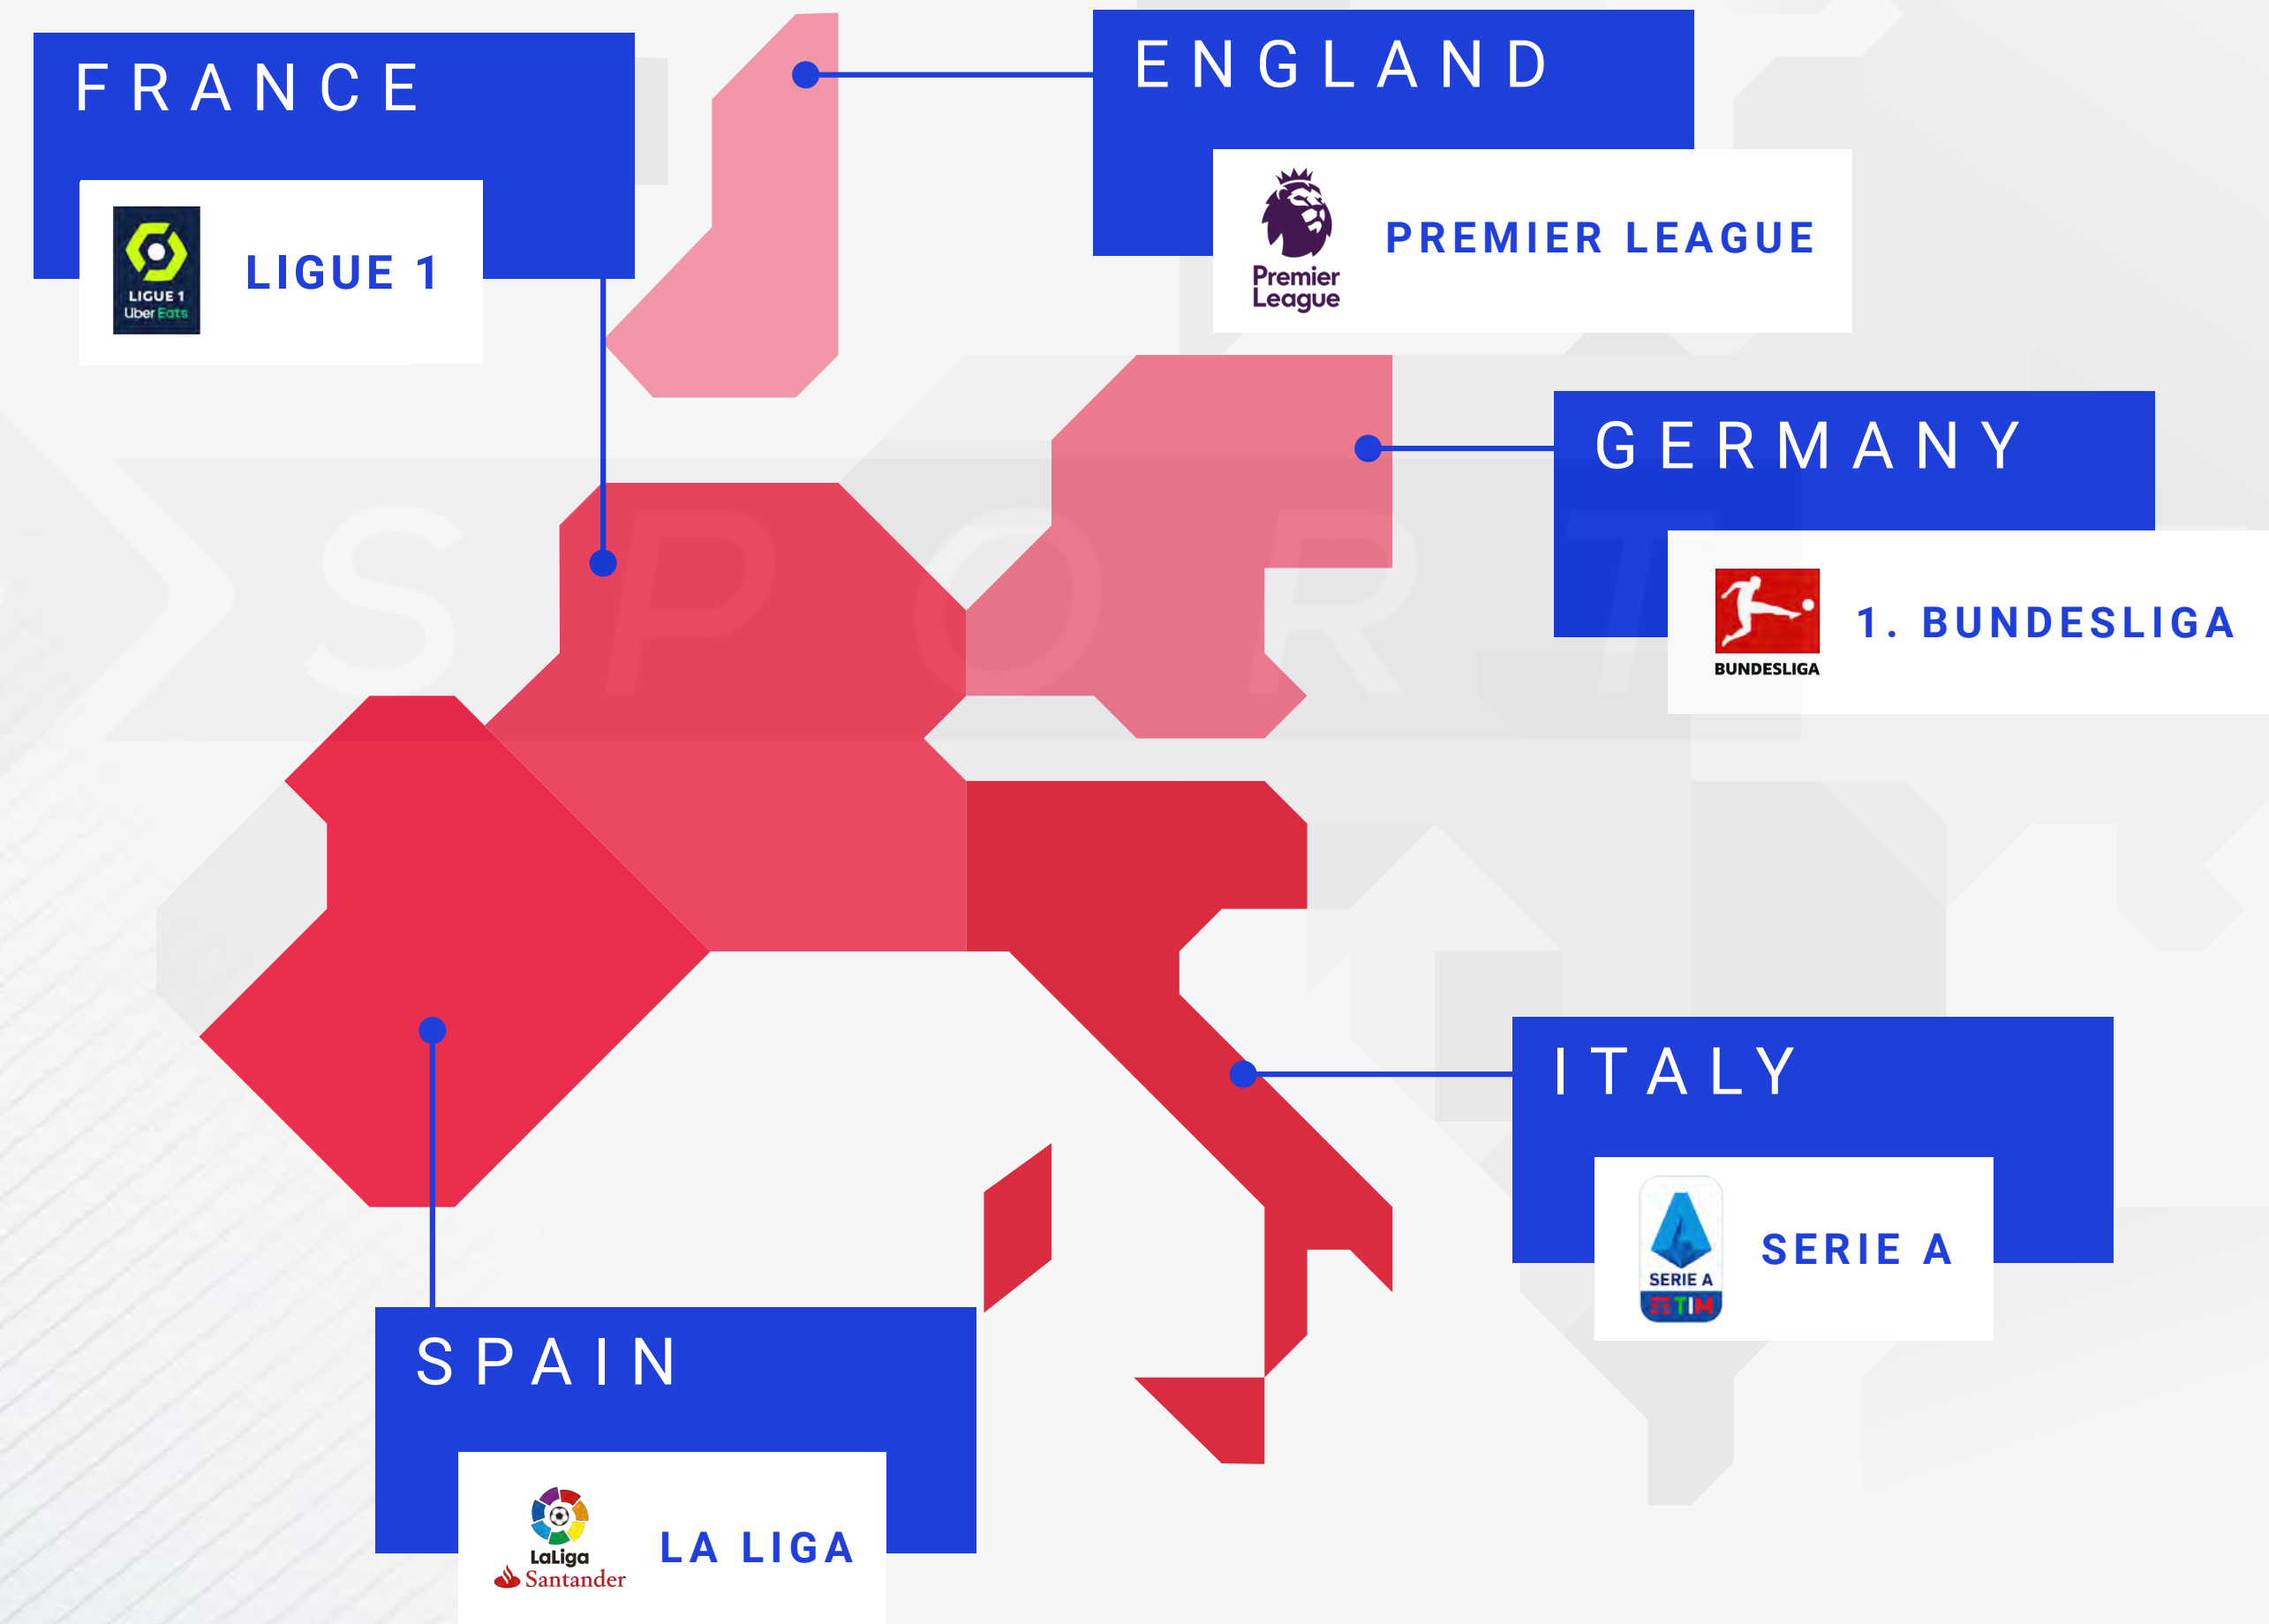 FRANCE
LIGUE 1
Uber Eats
LIGUE 1
ENGLAND
Premier
League
PREMIER LEAGUE
GERMANY
BUNDESLIGA
1. BUNDESLIGA
SPORT
ITALY
SERIE A
TIM
SERIE A
SPAIN
LaLiga
Santander
LA LIGA